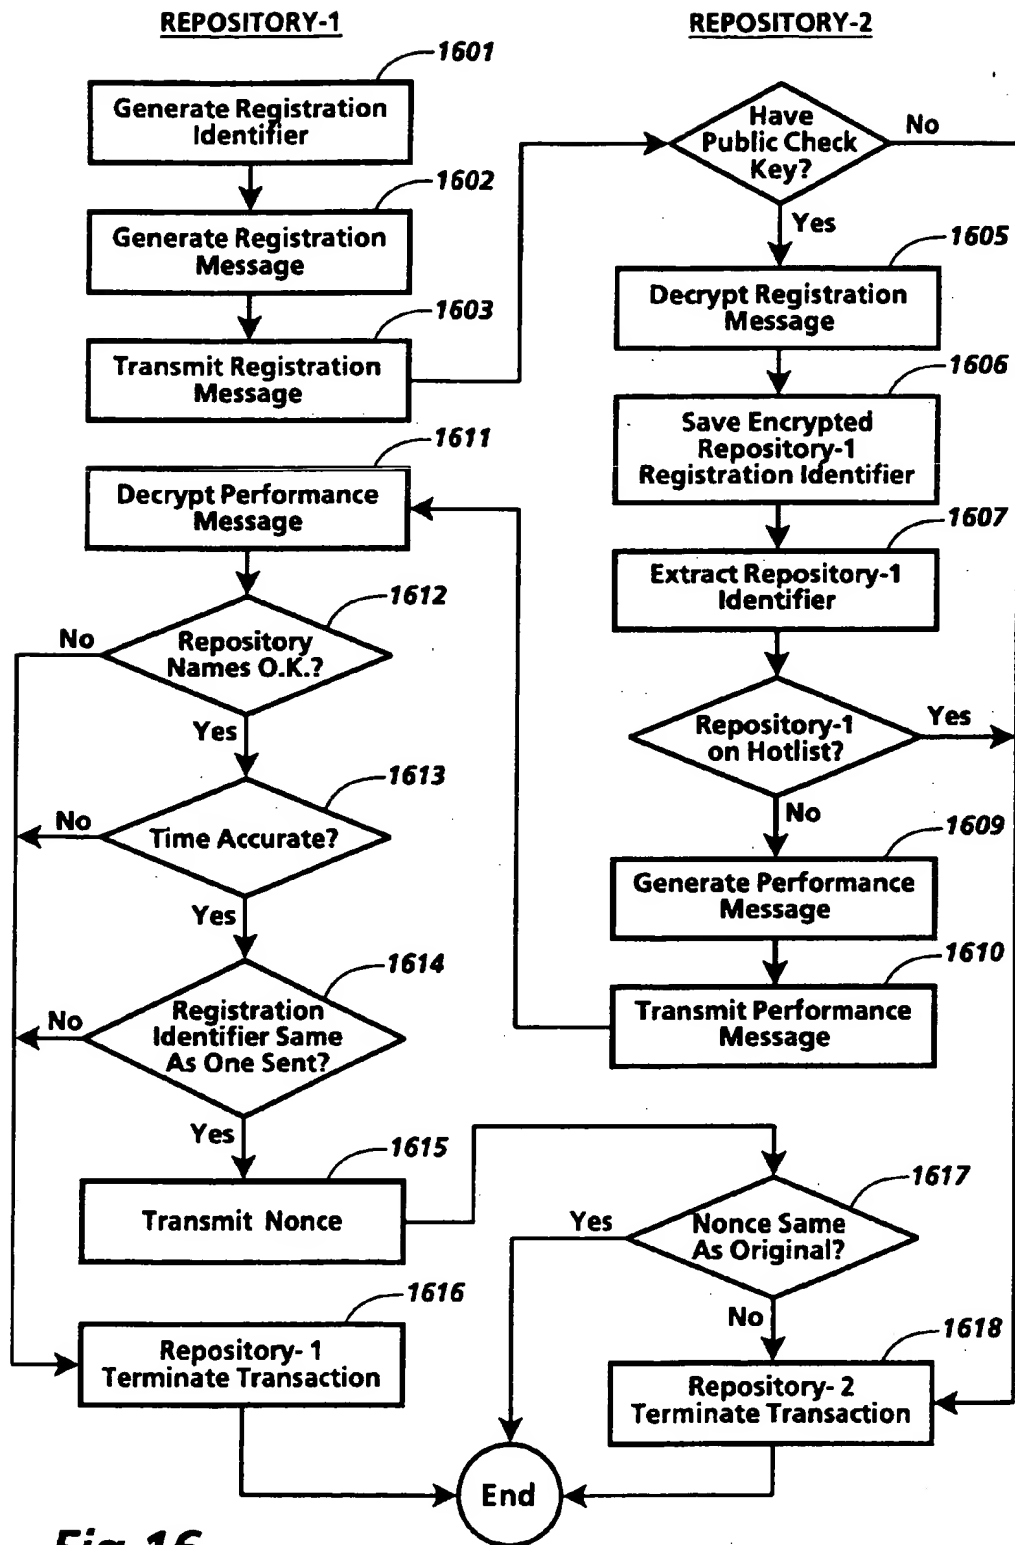 REPOSITORY-1
1601
Generate Registration
Identifier
1602
Generate Registration
Message
1603
Transmit Registration
Message
1611
Decrypt Performance
Message
1612
No
Repository
Names O.K.?
Yes
1613
No
Time Accurate?
Yes
1614
No
Registration
Identifier Same
As One Sent?
Yes
1615
Transmit Nonce
1616
Repository- 1
Terminate Transaction
REPOSITORY-2
Have
Public Check
Key?
No
Yes
1605
Decrypt Registration
Message
1606
Save Encrypted
Repository-1
Registration Identifier
1607
Extract Repository-1
Identifier
Repository-1
on Hotlist?
Yes
No
1609
Generate Performance
Message
1610
Transmit Performance
Message
1617
Yes
Nonce Same
As Original?
No
1618
Repository- 2
Terminate Transaction
End
Fig.16